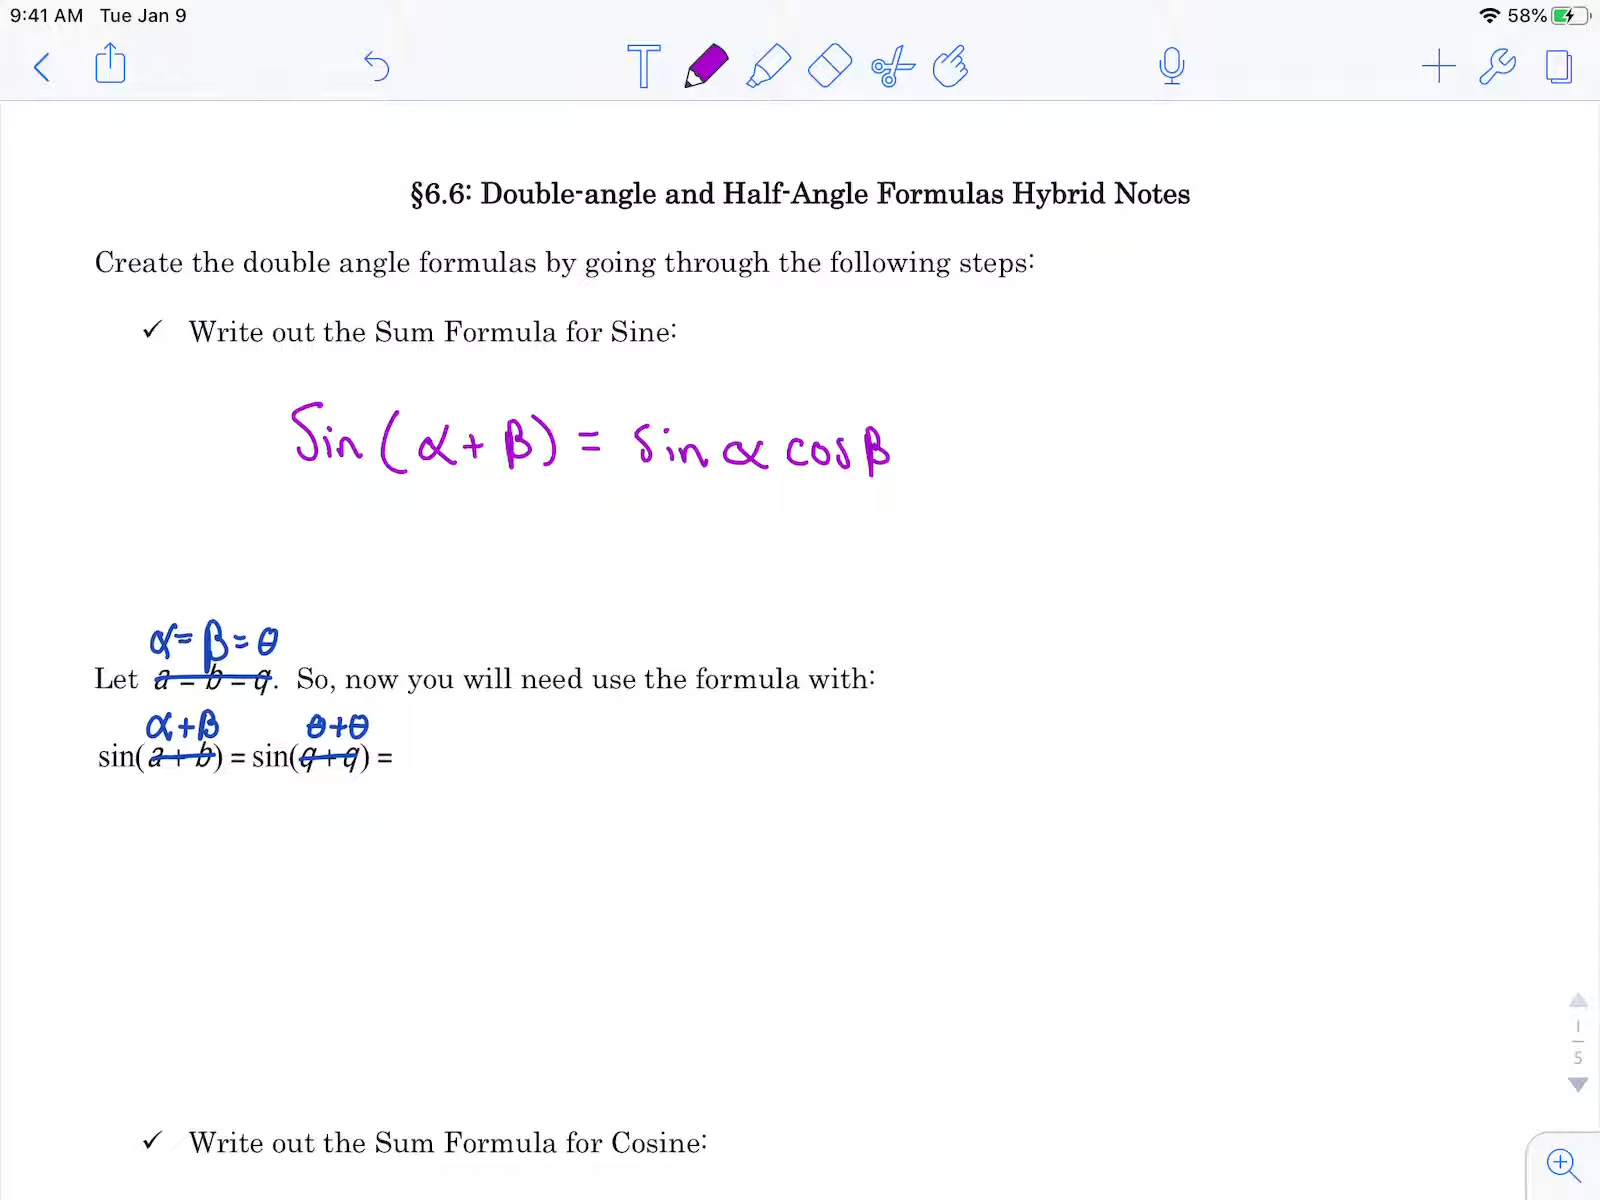 9:41 AM Tue Jan 9 58%
§6.6: Double-angle and Half-Angle Formulas Hybrid Notes
Create the double angle formulas by going through the following steps:
✓ Write out the Sum Formula for Sine:
Sin(α+β) = sin α cos β
α=β=θ
Let a = b = q. So, now you will need use the formula with:
α+β θ+θ
sin(a + b) = sin(q + q) =
1
5
✓ Write out the Sum Formula for Cosine: